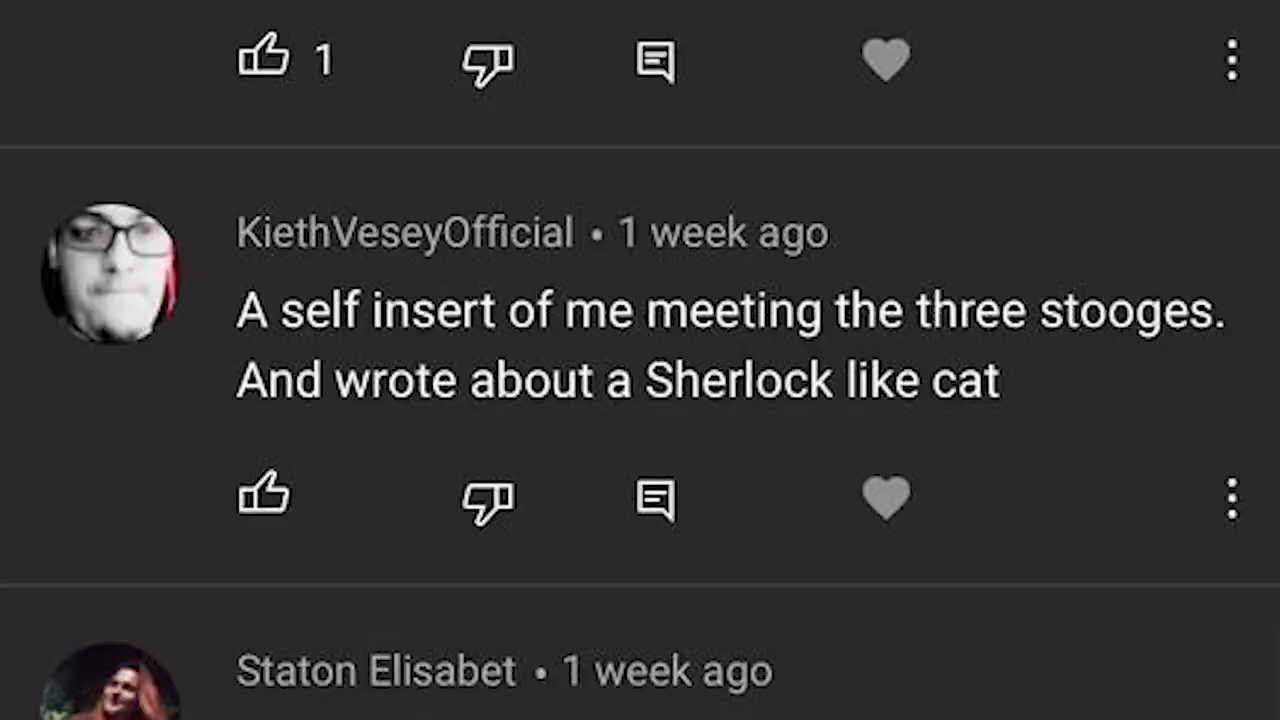 1
KiethVeseyOfficial • 1 week ago
A self insert of me meeting the three stooges.
And wrote about a Sherlock like cat
Staton Elisabet • 1 week ago